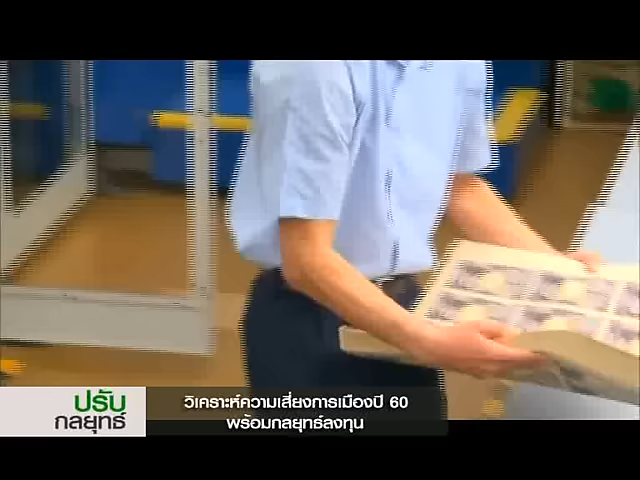 ปรับ
กลยุทธ์
วิเคราะห์ความเสี่ยงการเมืองปี 60
พร้อมกลยุทธ์ลงทุน